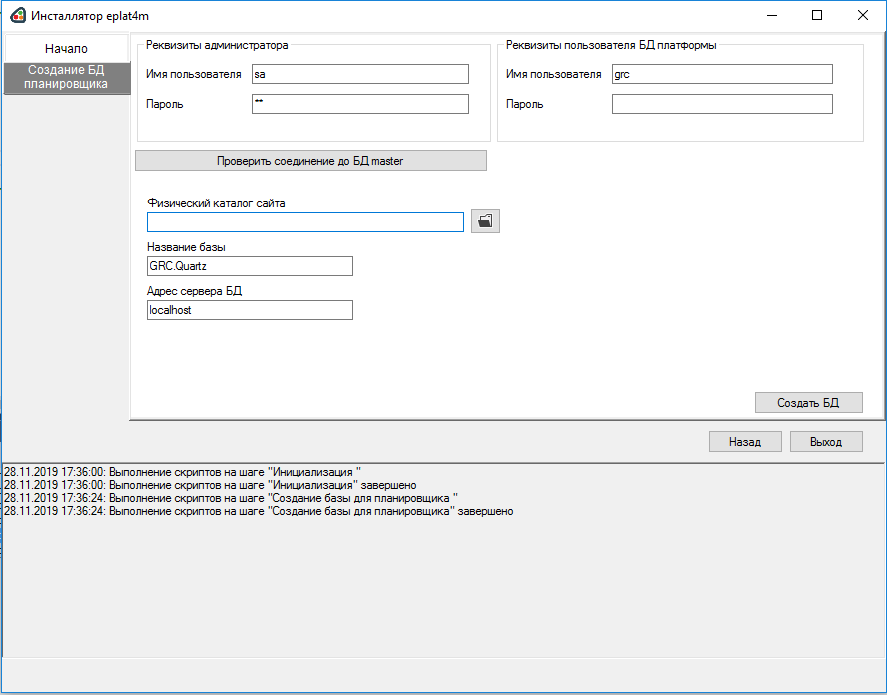 Инсталлятор eplat4m
Начало
Создание БД
планировщика
Реквизиты администратора
Имя пользователя
sa
Пароль
**
Реквизиты пользователя БД платформы
Имя пользователя
grc
Пароль
Проверить соединение до БД master
Физический каталог сайта
Название базы
GRC.Quartz
Адрес сервера БД
localhost
Создать БД
Назад
Выход
28.11.2019 17:36:00: Выполнение скриптов на шаге "Инициализация "
28.11.2019 17:36:00: Выполнение скриптов на шаге "Инициализация" завершено
28.11.2019 17:36:24: Выполнение скриптов на шаге "Создание базы для планировщика "
28.11.2019 17:36:24: Выполнение скриптов на шаге "Создание базы для планировщика" завершено